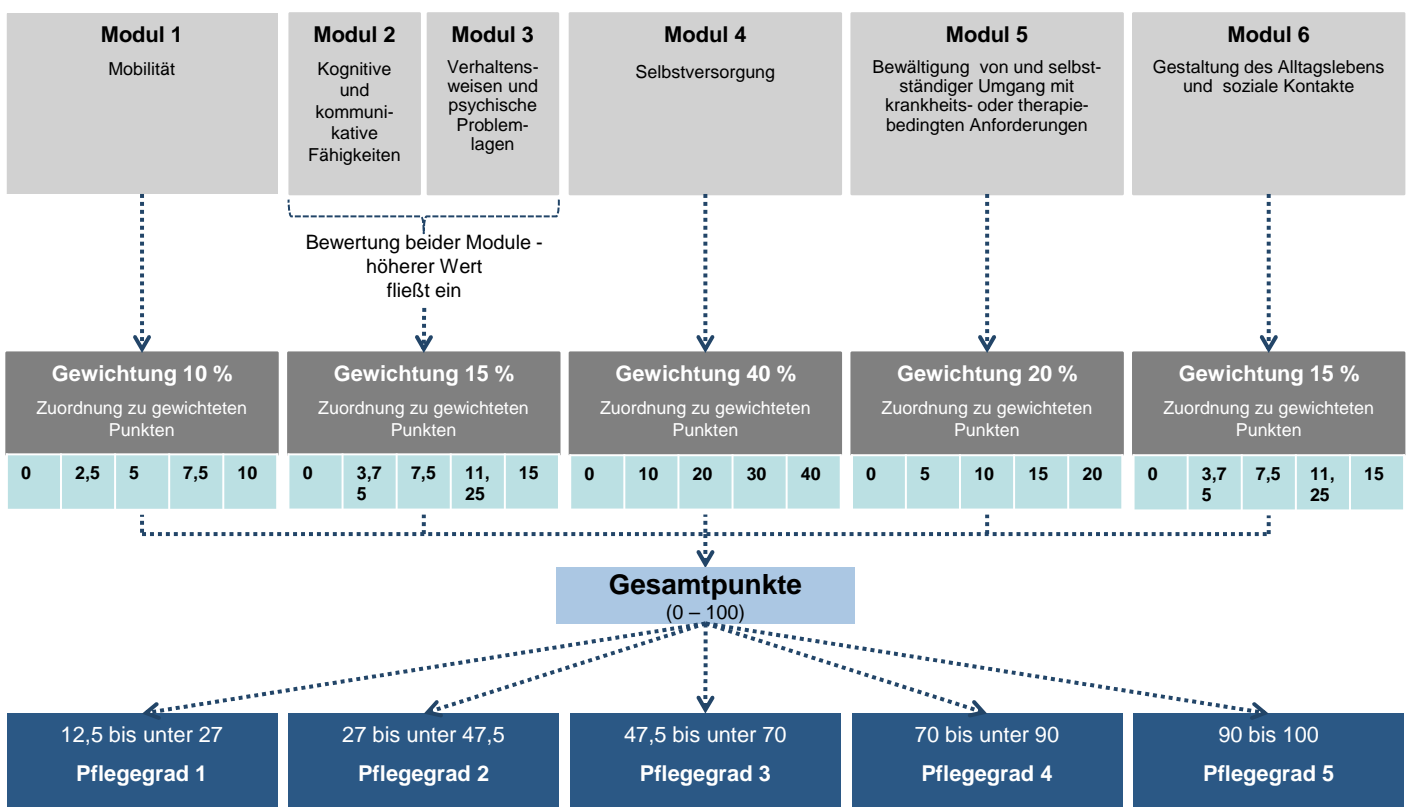 Modul 1
Mobilität
Modul 2
Kognitive
und
kommuni-
kative
Fähigkeiten
Modul 3
Verhaltens-
weisen und
psychische
Problem-
lagen
Modul 4
Selbstversorgung
Modul 5
Bewältigung von und selbst-
ständiger Umgang mit
krankheits- oder therapie-
bedingten Anforderungen
Modul 6
Gestaltung des Alltagslebens
und soziale Kontakte
Bewertung beider Module -
höherer Wert
fließt ein
Gewichtung 10 %
Zuordnung zu gewichteten
Punkten
0 2,5 5 7,5 10
Gewichtung 15 %
Zuordnung zu gewichteten
Punkten
0 3,7 7,5 11, 15
5 25
Gewichtung 40 %
Zuordnung zu gewichteten
Punkten
0 10 20 30 40
Gewichtung 20 %
Zuordnung zu gewichteten
Punkten
0 5 10 15 20
Gewichtung 15 %
Zuordnung zu gewichteten
Punkten
0 3,7 7,5 11, 15
5 25
Gesamtpunkte
(0 – 100)
12,5 bis unter 27
Pflegegrad 1
27 bis unter 47,5
Pflegegrad 2
47,5 bis unter 70
Pflegegrad 3
70 bis unter 90
Pflegegrad 4
90 bis 100
Pflegegrad 5